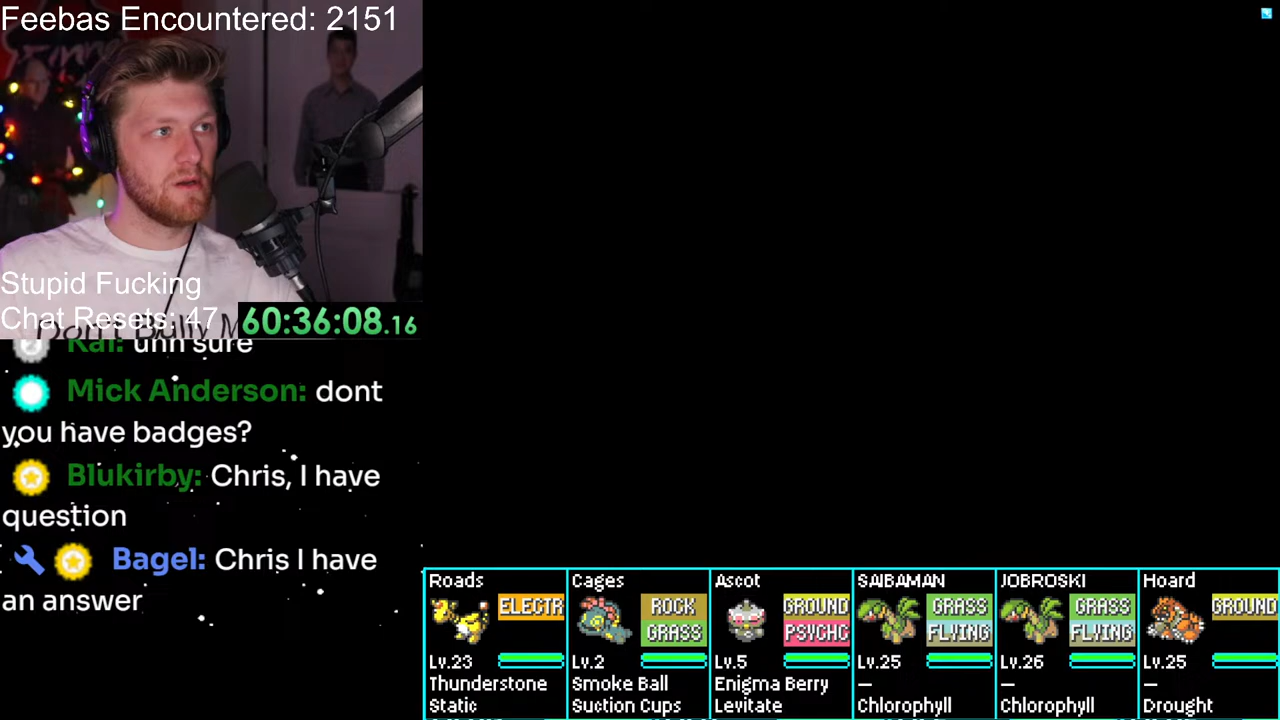 Feebas Encountered: 2151
Stupid Fucking
Chat Resets: 47
60:36:08.16
Don't Bully M
Kai: unn sure
Mick Anderson: dont
you have badges?
Blukirby: Chris, I have
question
Bagel: Chris I have
an answer
Roads
ELECTR
Lv.23
Thunderstone
Static
Cages
ROCK
GRASS
Lv.2
Smoke Ball
Suction Cups
Ascot
GROUND
PSYCHC
Lv.5
Enigma Berry
Levitate
SAIBAMAN
GRASS
FLYING
Lv.25
—
Chlorophyll
JOBROSKI
GRASS
FLYING
Lv.26
—
Chlorophyll
Hoard
GROUND
Lv.25
—
Drought